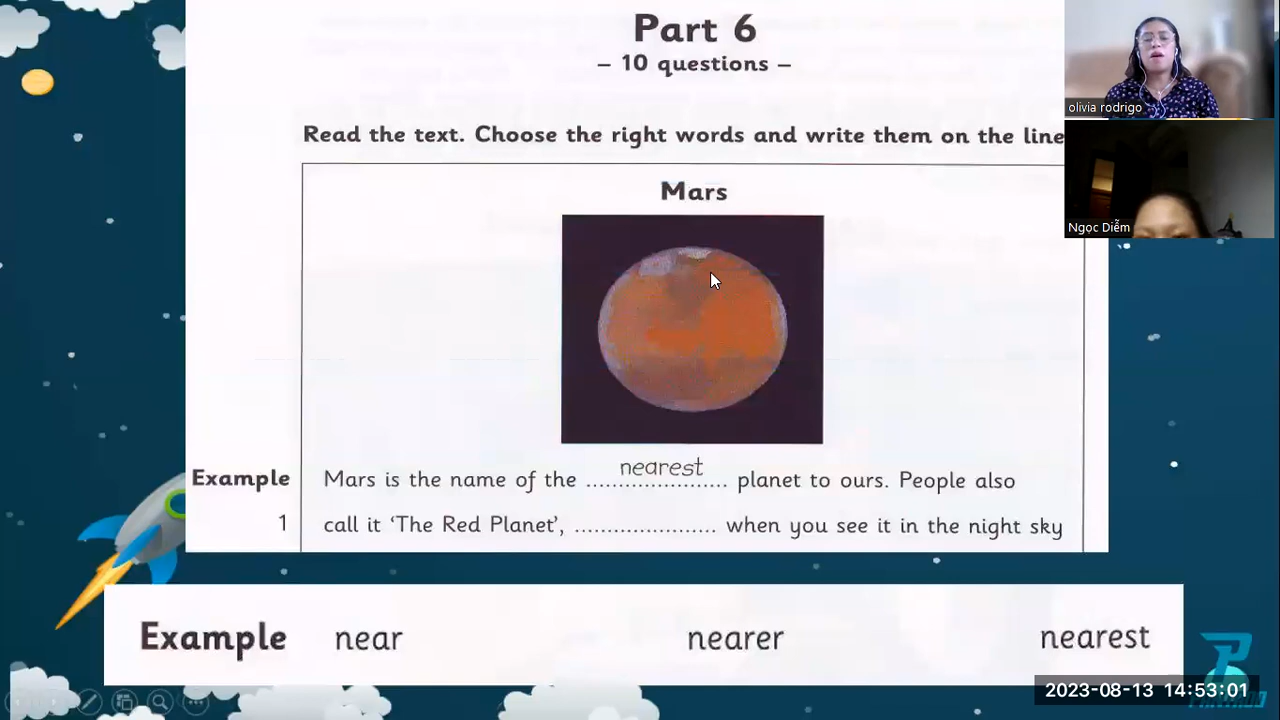 Part 6
– 10 questions –
olivia rodrigo
Read the text. Choose the right words and write them on the line
Mars
Ngọc Diễm
nearest
Example Mars is the name of the ........................ planet to ours. People also
1 call it ‘The Red Planet’, ........................ when you see it in the night sky
Example near nearer nearest
2023-08-13 14:53:01